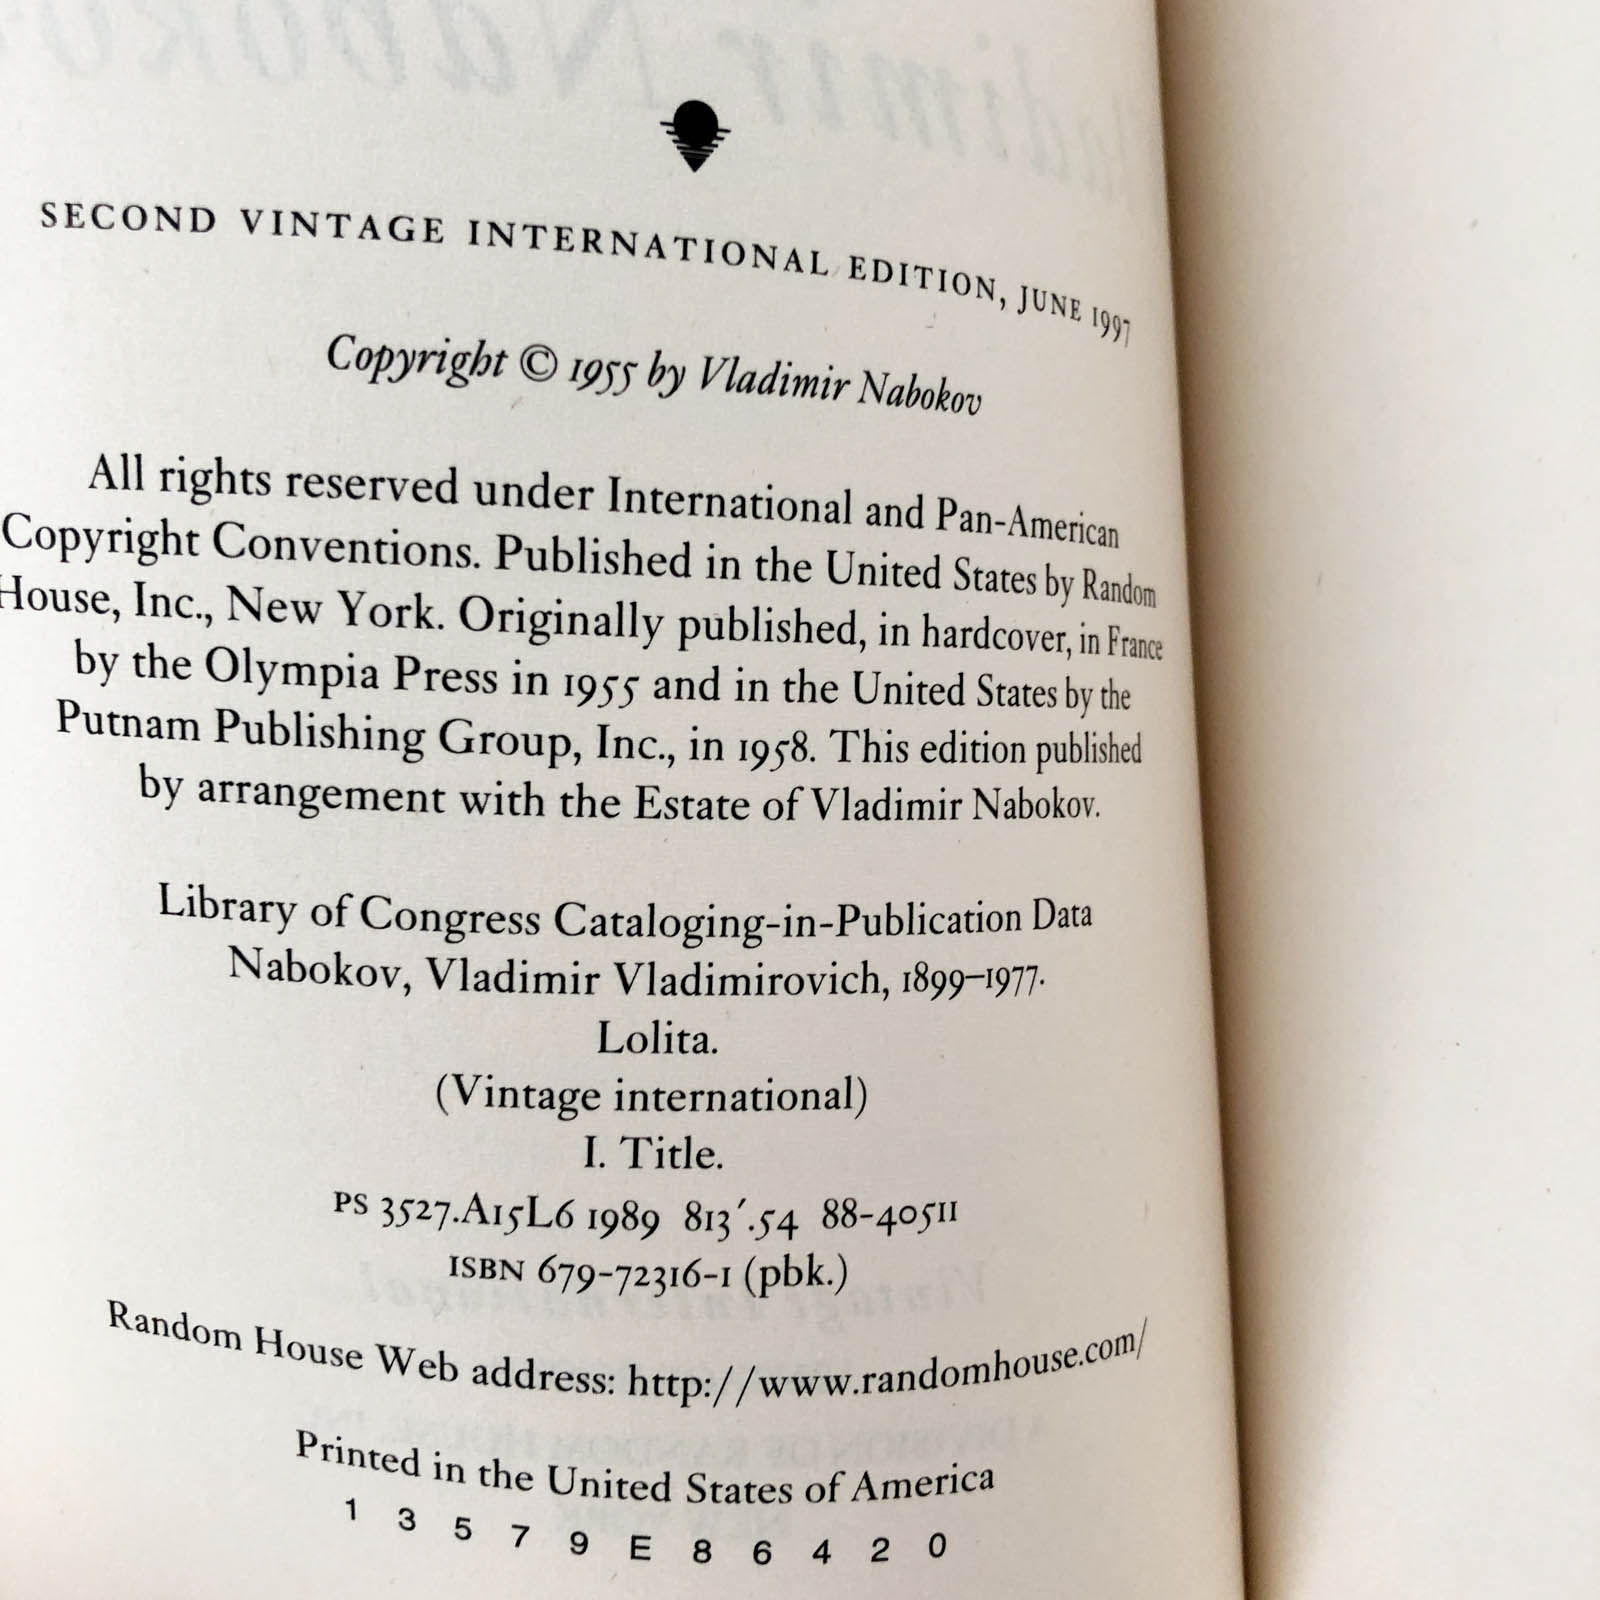 SECOND VINTAGE INTERNATIONAL EDITION, JUNE 1997
Copyright © 1955 by Vladimir Nabokov
All rights reserved under International and Pan-American
Copyright Conventions. Published in the United States by Random
House, Inc., New York. Originally published, in hardcover, in France
by the Olympia Press in 1955 and in the United States by the
Putnam Publishing Group, Inc., in 1958. This edition published
by arrangement with the Estate of Vladimir Nabokov.
Library of Congress Cataloging-in-Publication Data
Nabokov, Vladimir Vladimirovich, 1899–1977.
Lolita.
(Vintage international)
I. Title.
PS 3527.A15L6 1989 813´.54 88-40511
ISBN 679-72316-1 (pbk.)
Random House Web address: http://www.randomhouse.com/
Printed in the United States of America
1 3 5 7 9 E 8 6 4 2 0